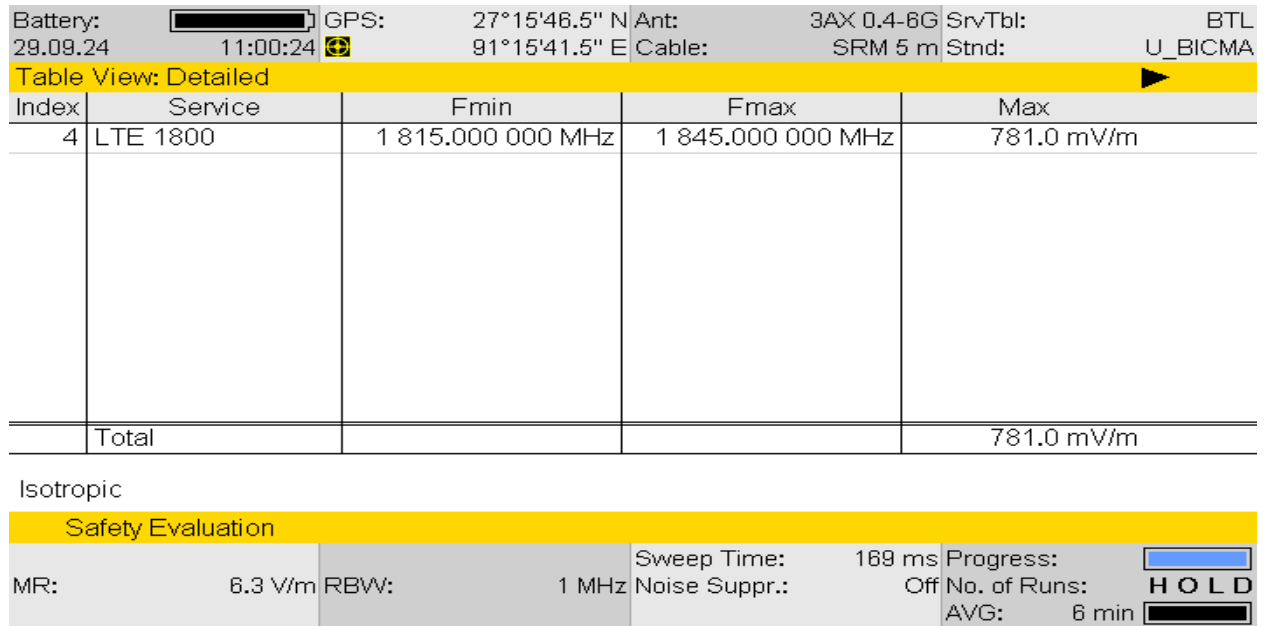 Battery: GPS: 27°15'46.5" N Ant: 3AX 0.4-6G SrvTbl: BTL
29.09.24 11:00:24 91°15'41.5" E Cable: SRM 5 m Stnd: U_BICMA
Table View: Detailed
Index Service Fmin Fmax Max
4 LTE 1800 1 815.000 000 MHz 1 845.000 000 MHz 781.0 mV/m
Total 781.0 mV/m
Isotropic
Safety Evaluation
Sweep Time: 169 ms Progress:
MR: 6.3 V/m RBW: 1 MHz Noise Suppr.: Off No. of Runs: HOLD
AVG: 6 min